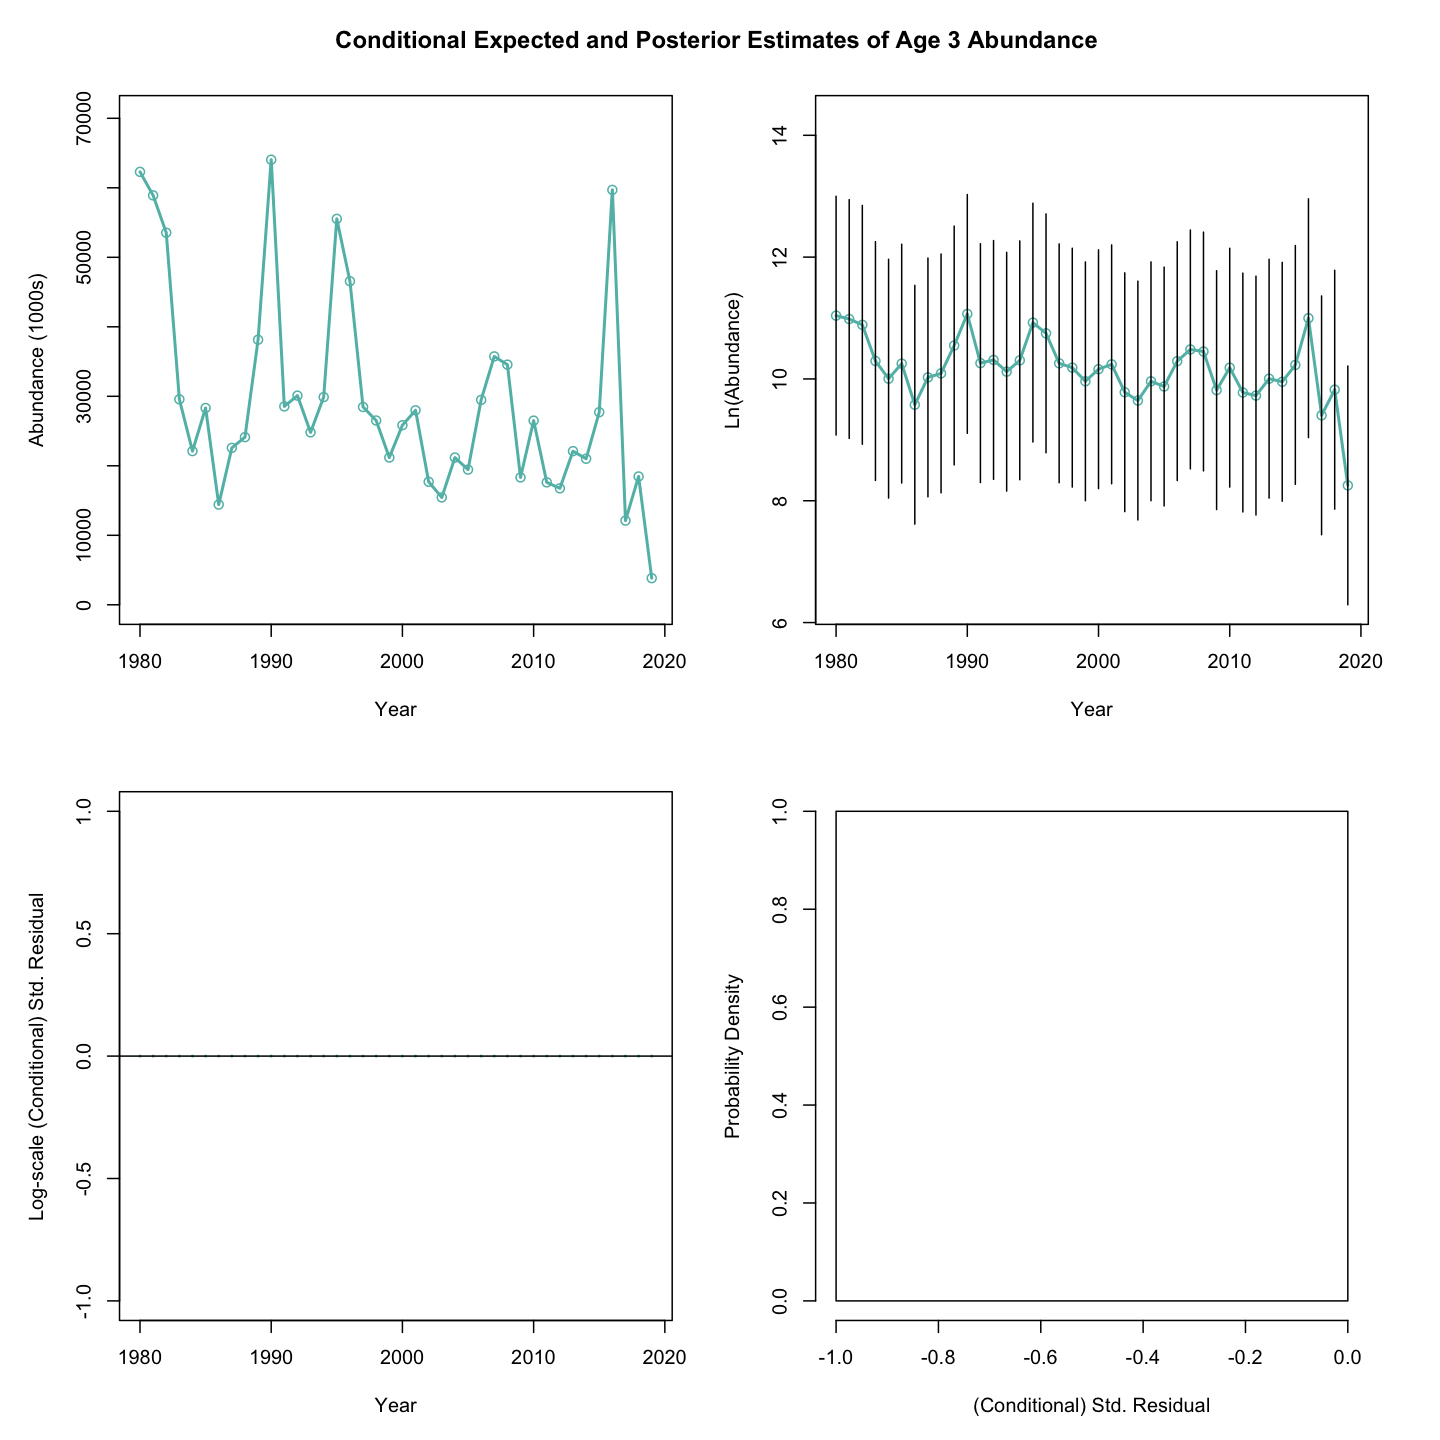 Conditional Expected and Posterior Estimates of Age 3 Abundance
Abundance (1000s)
70000
50000
30000
10000
0
1980 1990 2000 2010 2020
Year
Ln(Abundance)
14
12
10
8
6
1980 1990 2000 2010 2020
Year
Log-scale (Conditional) Std. Residual
1.0
0.5
0.0
-0.5
-1.0
1980 1990 2000 2010 2020
Year
Probability Density
1.0
0.8
0.6
0.4
0.2
0.0
-1.0 -0.8 -0.6 -0.4 -0.2 0.0
(Conditional) Std. Residual